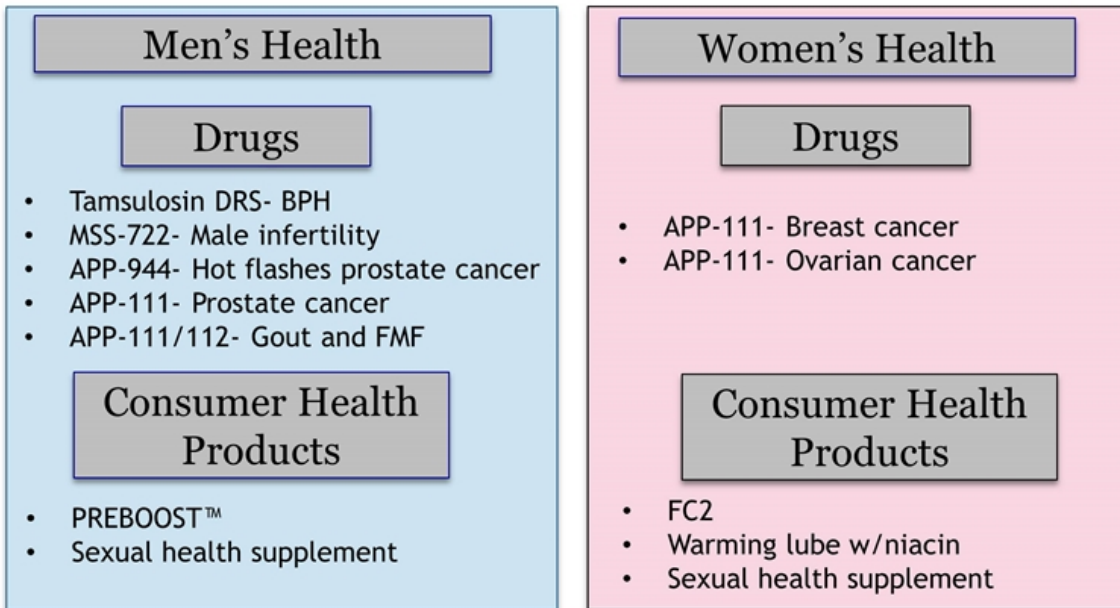 Men’s Health
Drugs
• Tamsulosin DRS- BPH
• MSS-722- Male infertility
• APP-944- Hot flashes prostate cancer
• APP-111- Prostate cancer
• APP-111/112- Gout and FMF
Consumer Health
Products
• PREBOOST™
• Sexual health supplement
Women’s Health
Drugs
• APP-111- Breast cancer
• APP-111- Ovarian cancer
Consumer Health
Products
• FC2
• Warming lube w/niacin
• Sexual health supplement